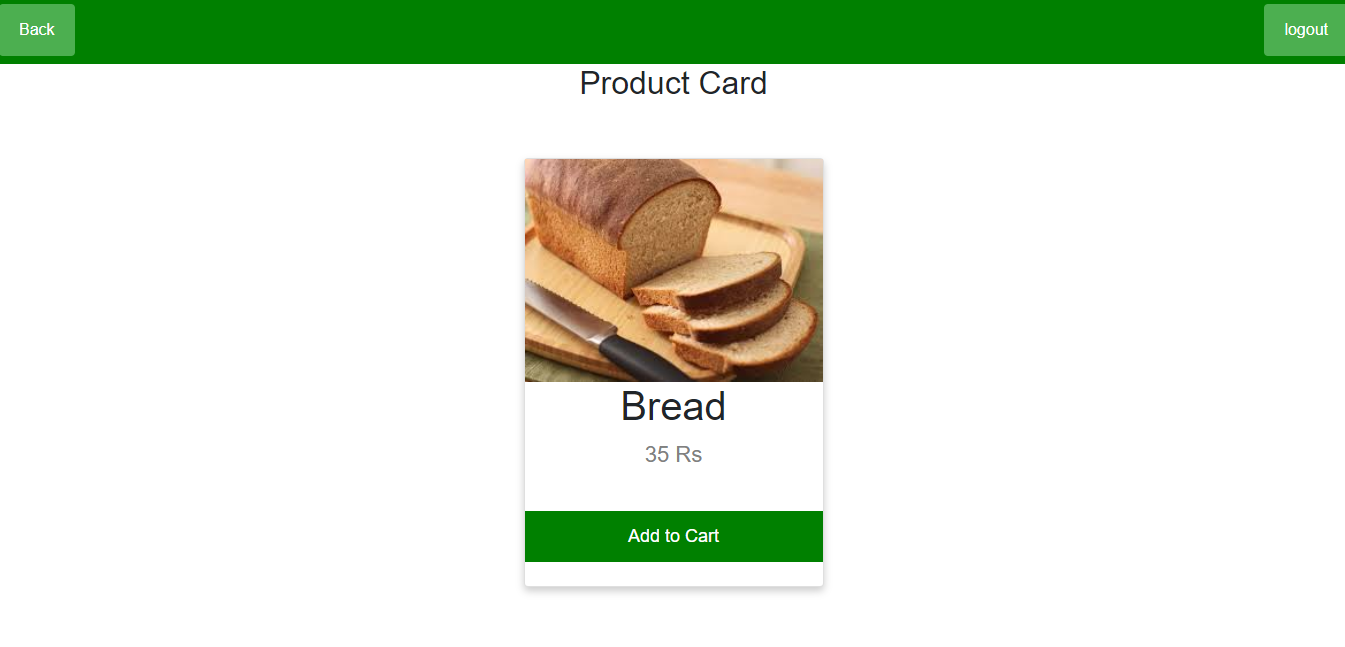 Back
logout
Product Card
Bread
35 Rs
Add to Cart